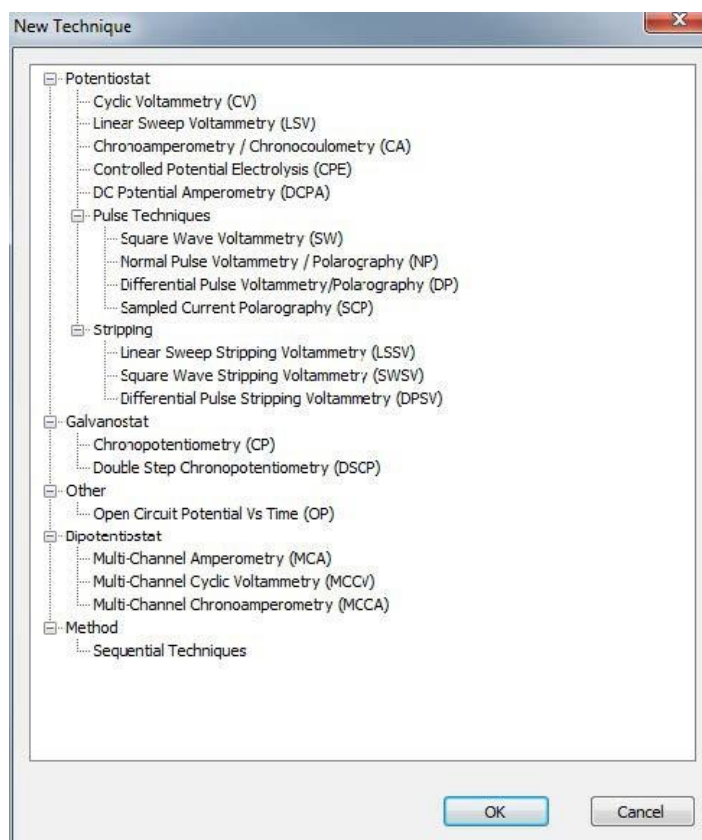 New Technique
Potentiostat
Cyclic Voltammetry (CV)
Linear Sweep Voltammetry (LSV)
Chronoamperometry / Chronocoulometry (CA)
Controlled Potential Electrolysis (CPE)
DC Potential Amperometry (DCPA)
Pulse Techniques
Square Wave Voltammetry (SW)
Normal Pulse Voltammetry / Polarography (NP)
Differential Pulse Voltammetry/Polarography (DP)
Sampled Current Polarography (SCP)
Stripping
Linear Sweep Stripping Voltammetry (LSSV)
Square Wave Stripping Voltammetry (SWSV)
Differential Pulse Stripping Voltammetry (DPSV)
Galvanostat
Chronopotentiometry (CP)
Double Step Chronopotentiometry (DSCP)
Other
Open Circuit Potential Vs Time (OP)
Dipotentiostat
Multi-Channel Amperometry (MCA)
Multi-Channel Cyclic Voltammetry (MCCV)
Multi-Channel Chronoamperometry (MCCA)
Method
Sequential Techniques
OK
Cancel